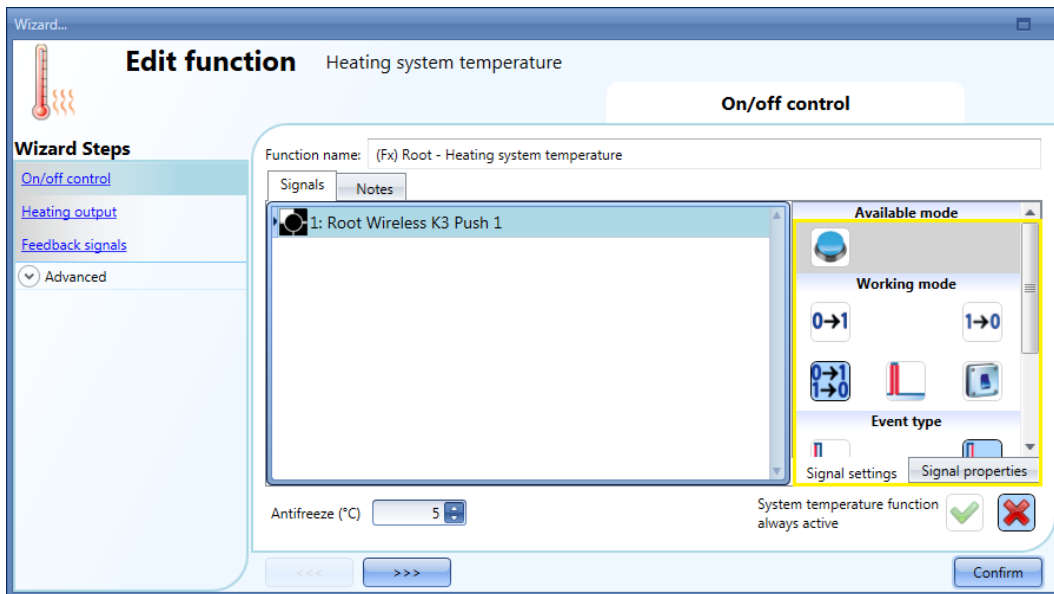 Wizard...
Edit function Heating system temperature
On/off control
Wizard Steps
On/off control
Heating output
Feedback signals
Advanced
Function name: (Fx) Root - Heating system temperature
Signals Notes
1: Root Wireless K3 Push 1
Available mode
Working mode
0→1 1→0
0→1
1→0
Event type
Signal settings Signal properties
Antifreeze (°C) 5
System temperature function
always active
<<< >>> Confirm